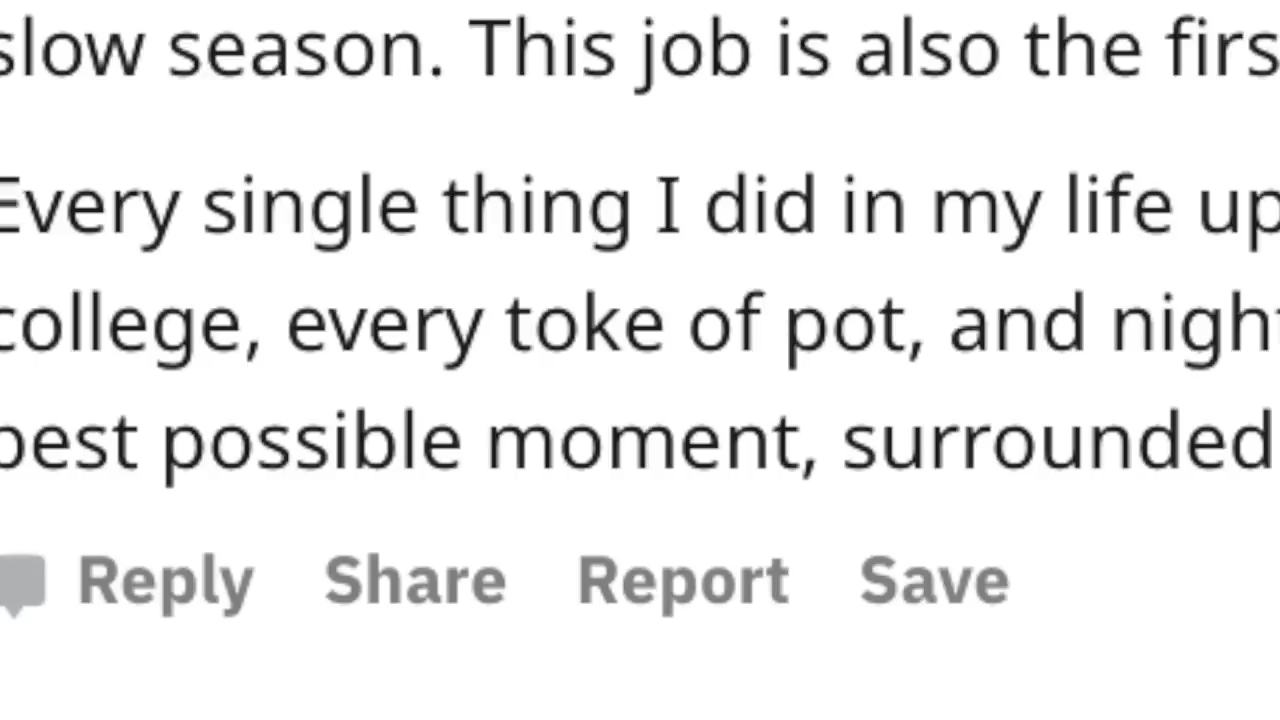 slow season. This job is also the firs
Every single thing I did in my life up
college, every toke of pot, and night
best possible moment, surrounded
Reply Share Report Save